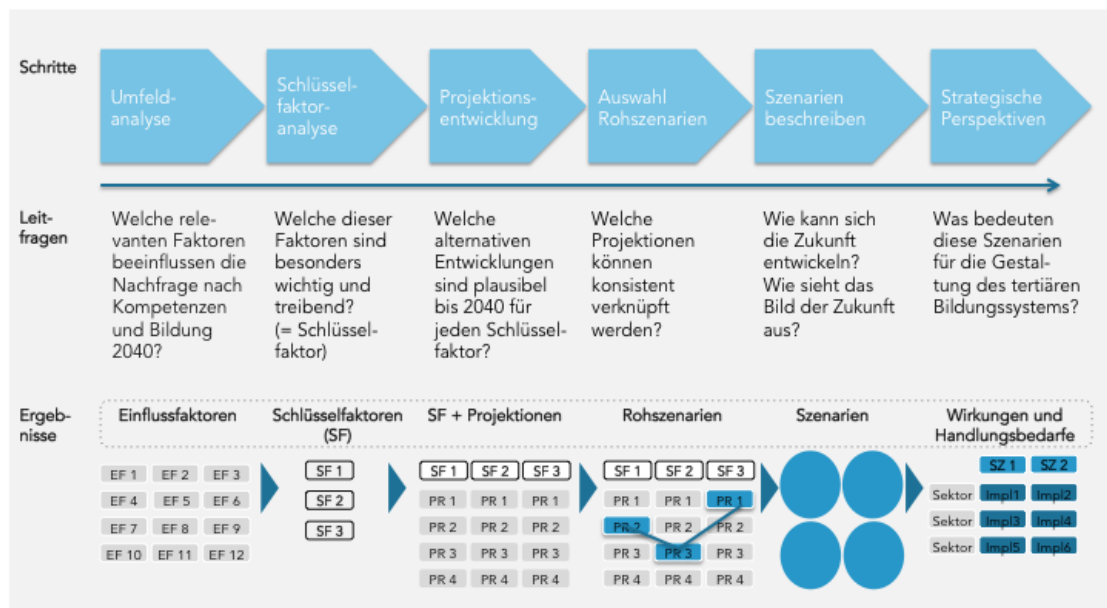 Schritte
Umfeld-
analyse
Schlüssel-
faktor-
analyse
Projektions-
entwicklung
Auswahl
Rohszenarien
Szenarien
beschreiben
Strategische
Perspektiven
Leit-
fragen
Welche rele-
vanten Faktoren
beeinflussen die
Nachfrage nach
Kompetenzen
und Bildung
2040?
Welche dieser
Faktoren sind
besonders
wichtig und
treibend?
(= Schlüssel-
faktor)
Welche
alternativen
Entwicklungen
sind plausibel
bis 2040 für
jeden Schlüssel-
faktor?
Welche
Projektionen
können
konsistent
verknüpft
werden?
Wie kann sich
die Zukunft
entwickeln?
Wie sieht das
Bild der Zukunft
aus?
Was bedeuten
diese Szenarien
für die Gestal-
tung des tertiären
Bildungssystems?
Ergeb-
nisse
Einflussfaktoren
Schlüsselfaktoren
(SF)
SF + Projektionen
Rohszenarien
Szenarien
Wirkungen und
Handlungsbedarfe
EF 1 EF 2 EF 3
EF 4 EF 5 EF 6
EF 7 EF 8 EF 9
EF 10 EF 11 EF 12
SF 1
SF 2
SF 3
SF 1 SF 2 SF 3
PR 1 PR 1 PR 1
PR 2 PR 2 PR 2
PR 3 PR 3 PR 3
PR 4 PR 4 PR 4
SF 1 SF 2 SF 3
PR 1 PR 1 PR 1
PR 2 PR 2 PR 2
PR 3 PR 3 PR 3
PR 4 PR 4 PR 4
SZ 1 SZ 2
Sektor Impl1 Impl2
Sektor Impl3 Impl4
Sektor Impl5 Impl6